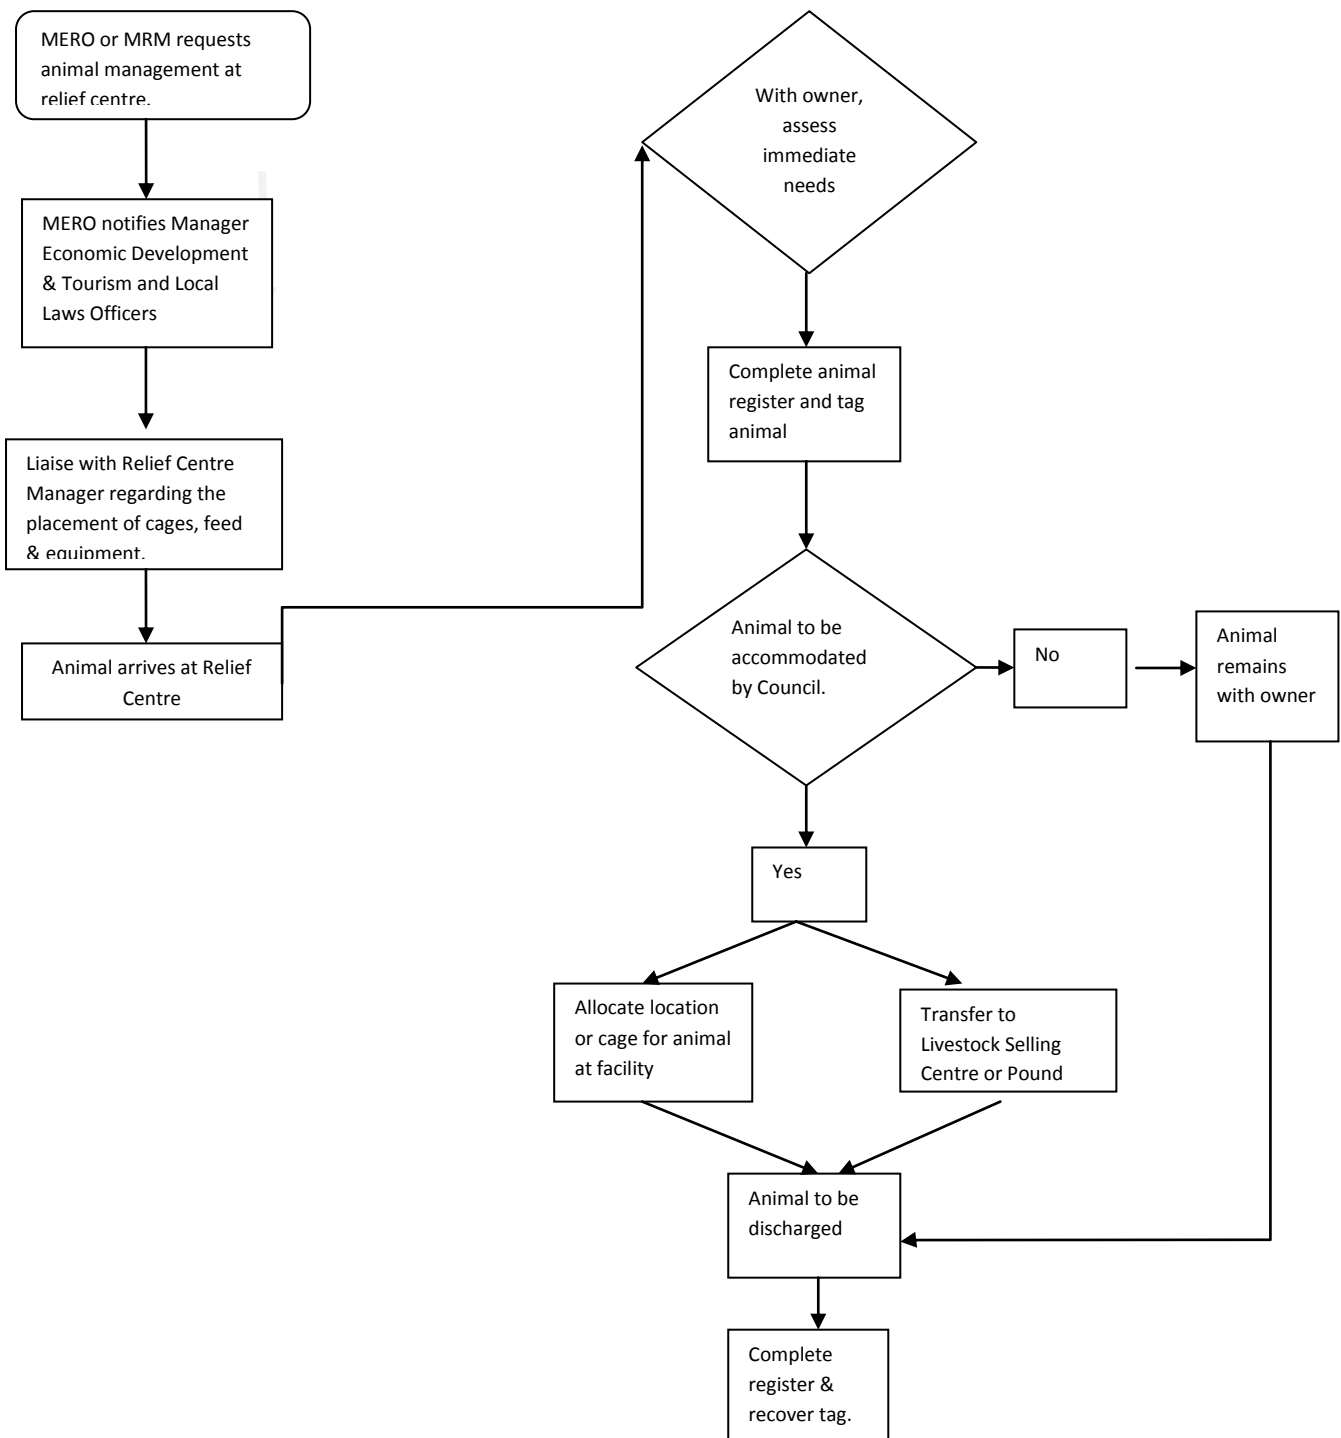 MERO or MRM requests
animal management at
relief centre.
MERO notifies Manager
Economic Development
& Tourism and Local
Laws Officers
Liaise with Relief Centre
Manager regarding the
placement of cages, feed
& equipment.
Animal arrives at Relief
Centre
With owner,
assess
immediate
needs
Complete animal
register and tag
animal
Animal to be
accommodated
by Council.
No
Animal
remains
with owner
Yes
Allocate location
or cage for animal
at facility
Transfer to
Livestock Selling
Centre or Pound
Animal to be
discharged
Complete
register &
recover tag.